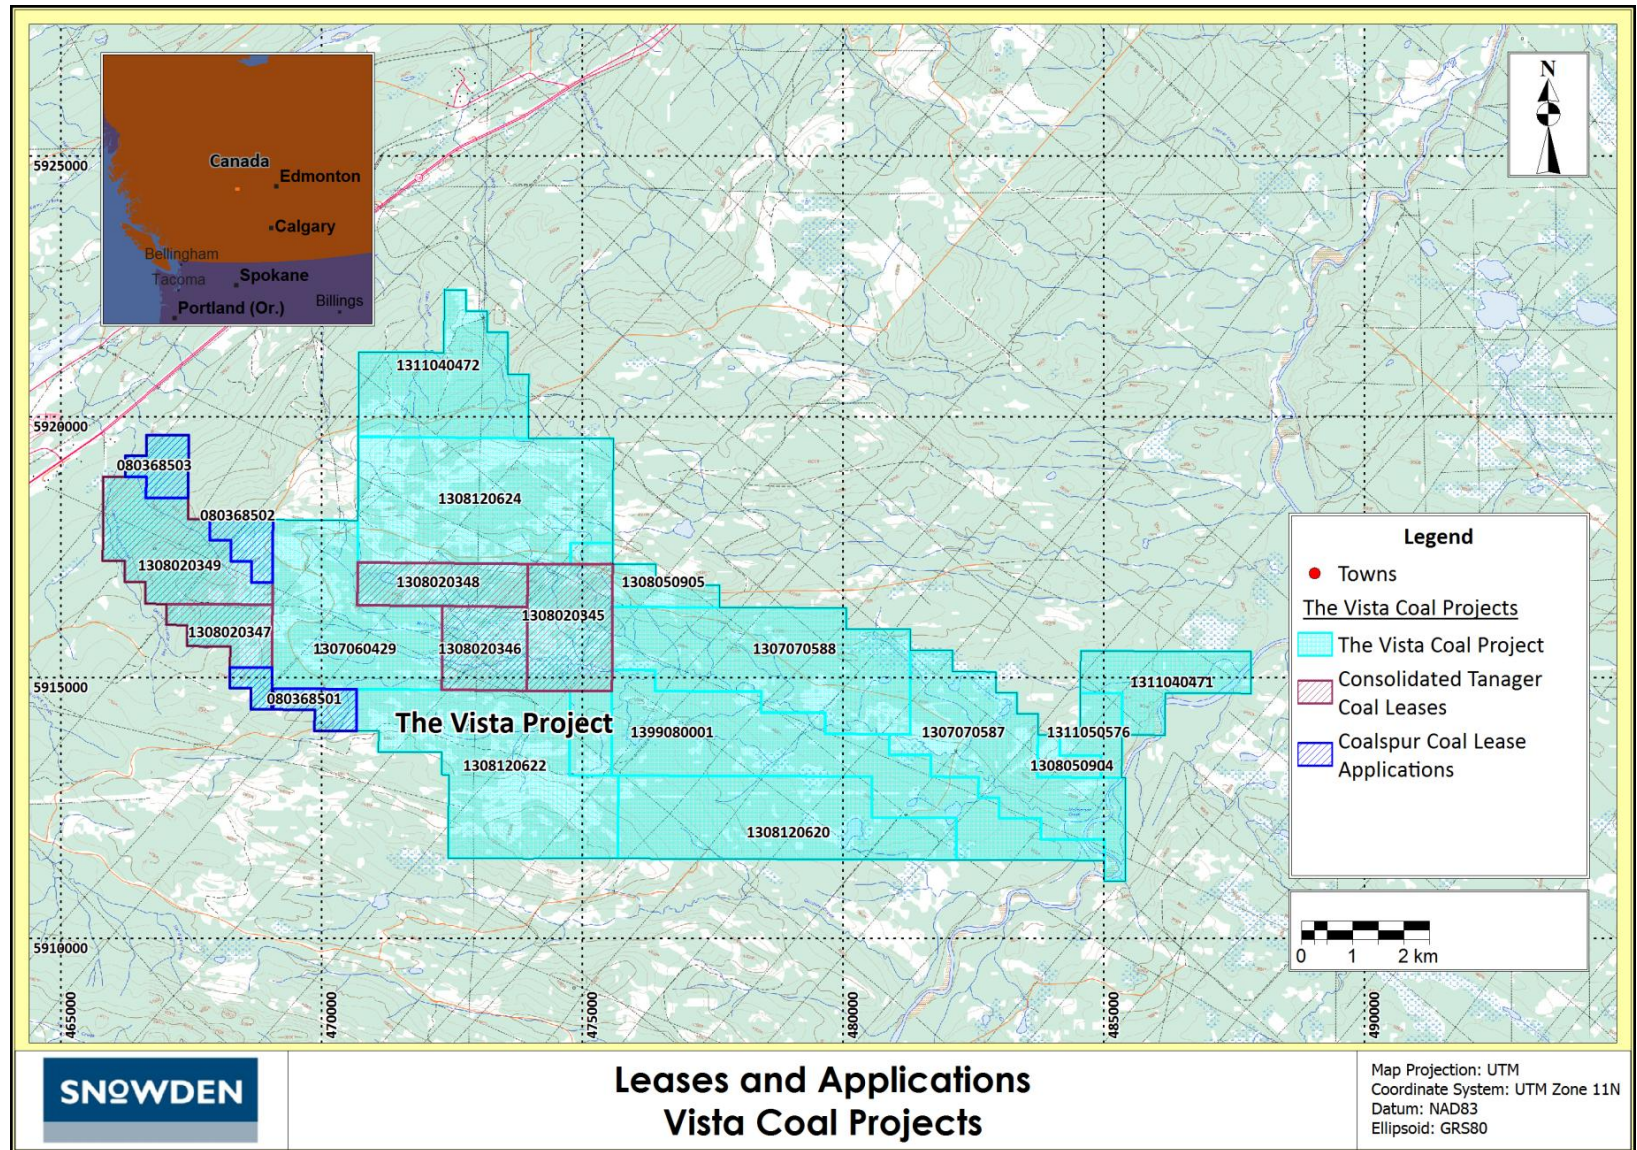 Canada
Edmonton
Calgary
Bellingham
Tacoma
Spokane
Billings
Portland (Or.)
N
5925000
5920000
5915000
5910000
465000
470000
475000
480000
485000
490000
1311040472
080368503
1308120624
080368502
1308020349
1308020348
1308050905
1308020345
1308020347
1307060429
1308020346
1307070588
1311040471
080368501
The Vista Project
1399080001
1307070587
1311050576
1308120622
1308050904
1308120620
Legend
Towns
The Vista Coal Projects
The Vista Coal Project
Consolidated Tanager
Coal Leases
Coalspur Coal Lease
Applications
0 1 2 km
SNOWDEN
Leases and Applications
Vista Coal Projects
Map Projection: UTM
Coordinate System: UTM Zone 11N
Datum: NAD83
Ellipsoid: GRS80